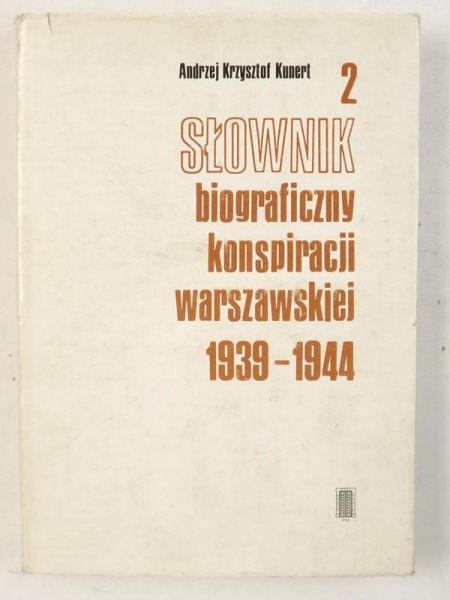 Andrzej Krzysztof Kunert
2
SŁOWNIK
biograficzny
konspiracji
warszawskiej
1939-1944